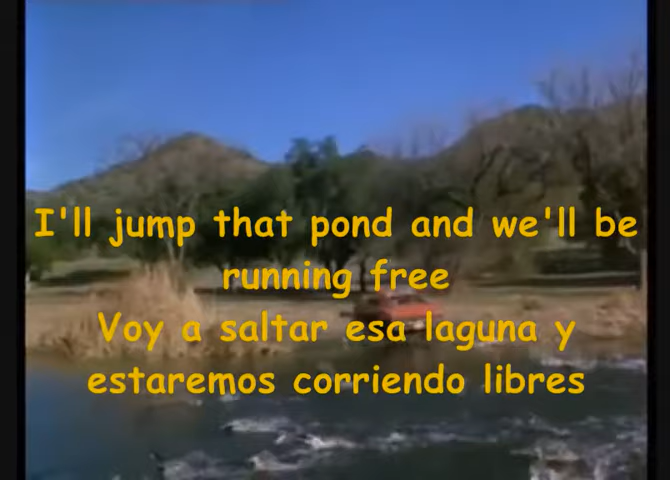 I'll jump that pond and we'll be
running free
Voy a saltar esa laguna y
estaremos corriendo libres